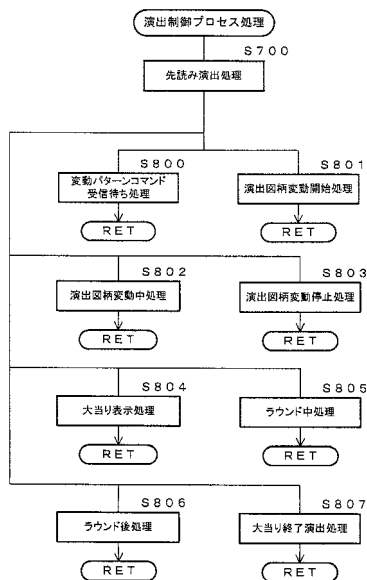 演出制御プロセス処理
S700
先読み演出処理
S800
変動パターンコマンド
受信待ち処理
RET
S801
演出図柄変動開始処理
RET
S802
演出図柄変動中処理
RET
S803
演出図柄変動停止処理
RET
S804
大当り表示処理
RET
S805
ラウンド中処理
RET
S806
ラウンド後処理
RET
S807
大当り終了演出処理
RET